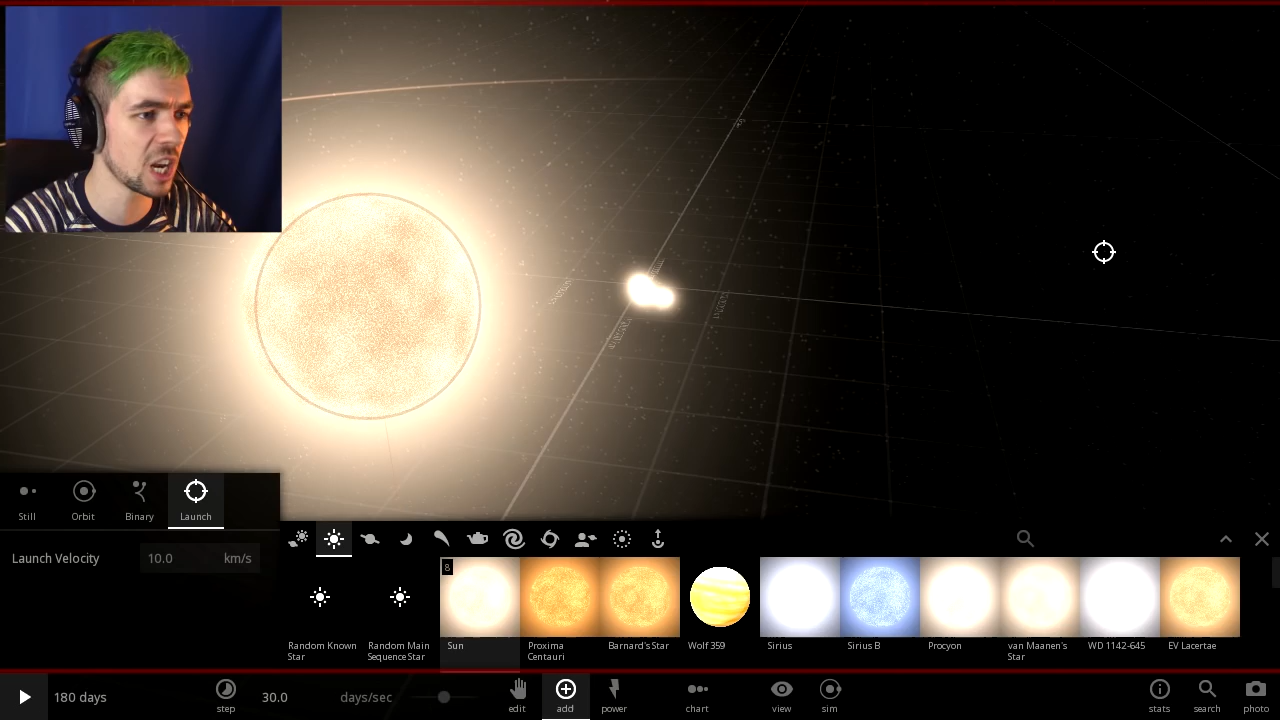 Still
Orbit
Binary
Launch
Launch Velocity
10.0
km/s
8
Random Known
Star
Random Main
Sequence Star
Sun
Proxima
Centauri
Barnard's Star
Wolf 359
Sirius
Sirius B
Procyon
van Maanen's
Star
WD 1142-645
EV Lacertae
180 days
step
30.0
days/sec
edit
add
power
chart
view
sim
stats
search
photo